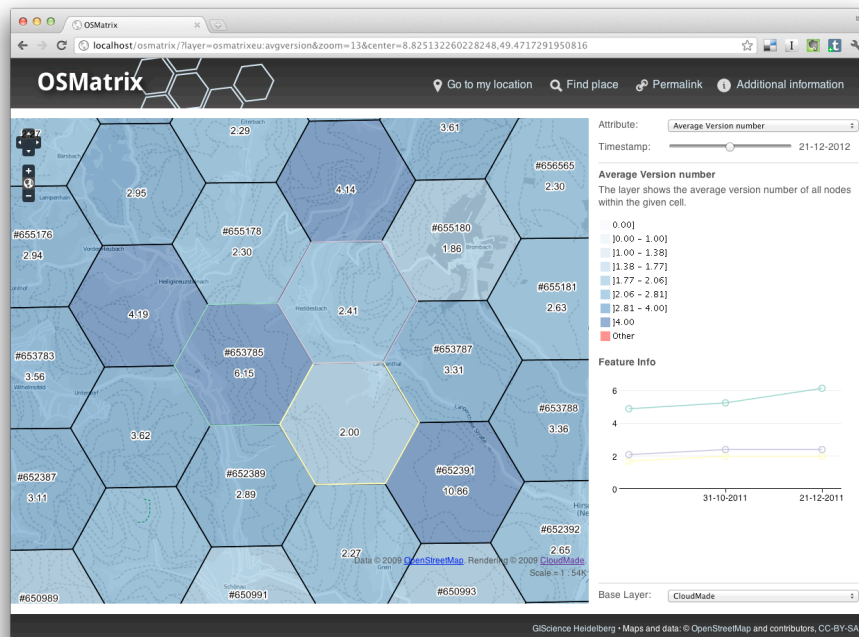 OSMatrix
localhost/osmatrix/?layer=osmatrixeu:avgversion&zoom=13&center=8.825132260228248,49.4717291950816
OSMatrix
Go to my location
Find place
Permalink
Additional information
Attribute:
Average Version number
Timestamp:
21-12-2012
Average Version number
The layer shows the average version number of all nodes
within the given cell.
0.00]
]0.00 - 1.00]
]1.00 - 1.38]
]1.38 - 1.77]
]1.77 - 2.06]
]2.06 - 2.81]
]2.81 - 4.00]
]4.00
Other
Feature Info
6
4
2
0
31-10-2011
21-12-2011
Base Layer:
CloudMade
2.29
3.61
#656565
2.30
2.95
4.14
#655176
2.94
#655178
2.30
#655180
1.86
Brombach
Heiligkreuzsteinach
#655181
2.63
4.19
Heddesbach
2.41
#653783
3.56
#653785
6.15
#653787
3.31
Wilhelmsfeld
3.62
2.00
#653788
3.36
#652387
3.11
#652389
2.89
#652391
10.86
#652392
2.65
2.27
Data © 2009 OpenStreetMap. Rendering © 2009 CloudMade.
Scale = 1 : 54K
Schönau
#650989
#650991
#650993
GIScience Heidelberg • Maps and data: © OpenStreetMap and contributors, CC-BY-SA